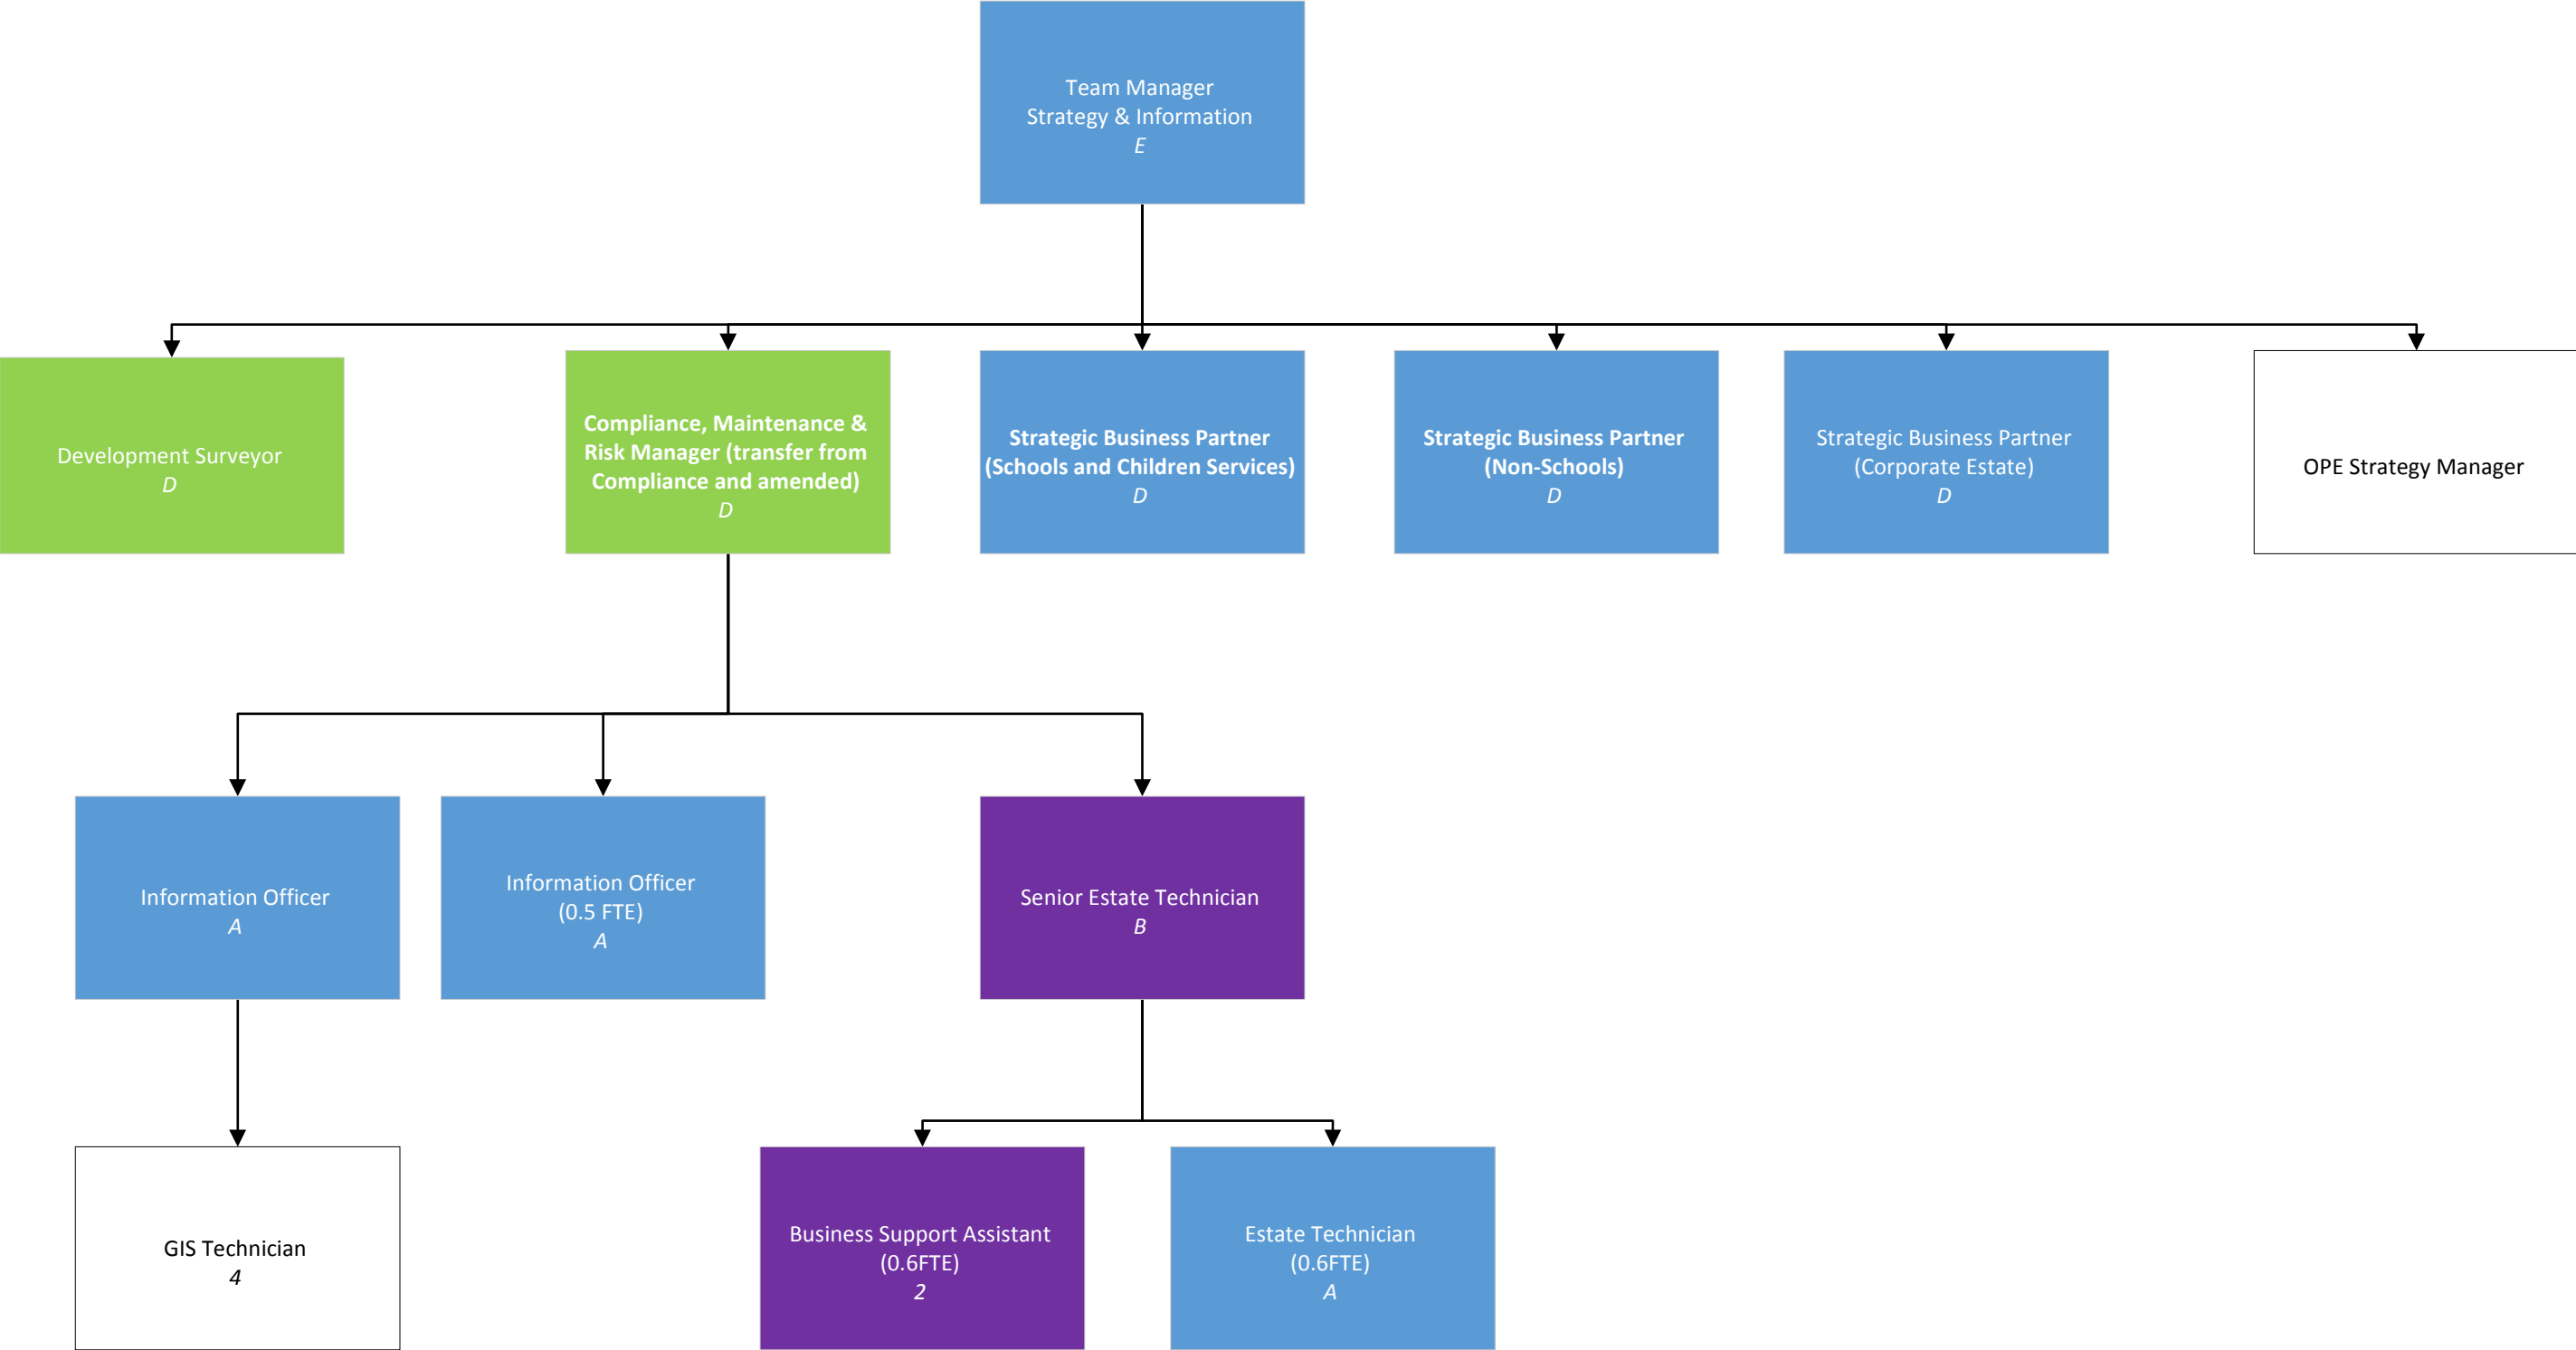 Team Manager
Strategy & Information
E
Development Surveyor
D
Compliance, Maintenance &
Risk Manager (transfer from
Compliance and amended)
D
Strategic Business Partner
(Schools and Children Services)
D
Strategic Business Partner
(Non-Schools)
D
Strategic Business Partner
(Corporate Estate)
D
OPE Strategy Manager
Information Officer
A
Information Officer
(0.5 FTE)
A
Senior Estate Technician
B
GIS Technician
4
Business Support Assistant
(0.6FTE)
2
Estate Technician
(0.6FTE)
A